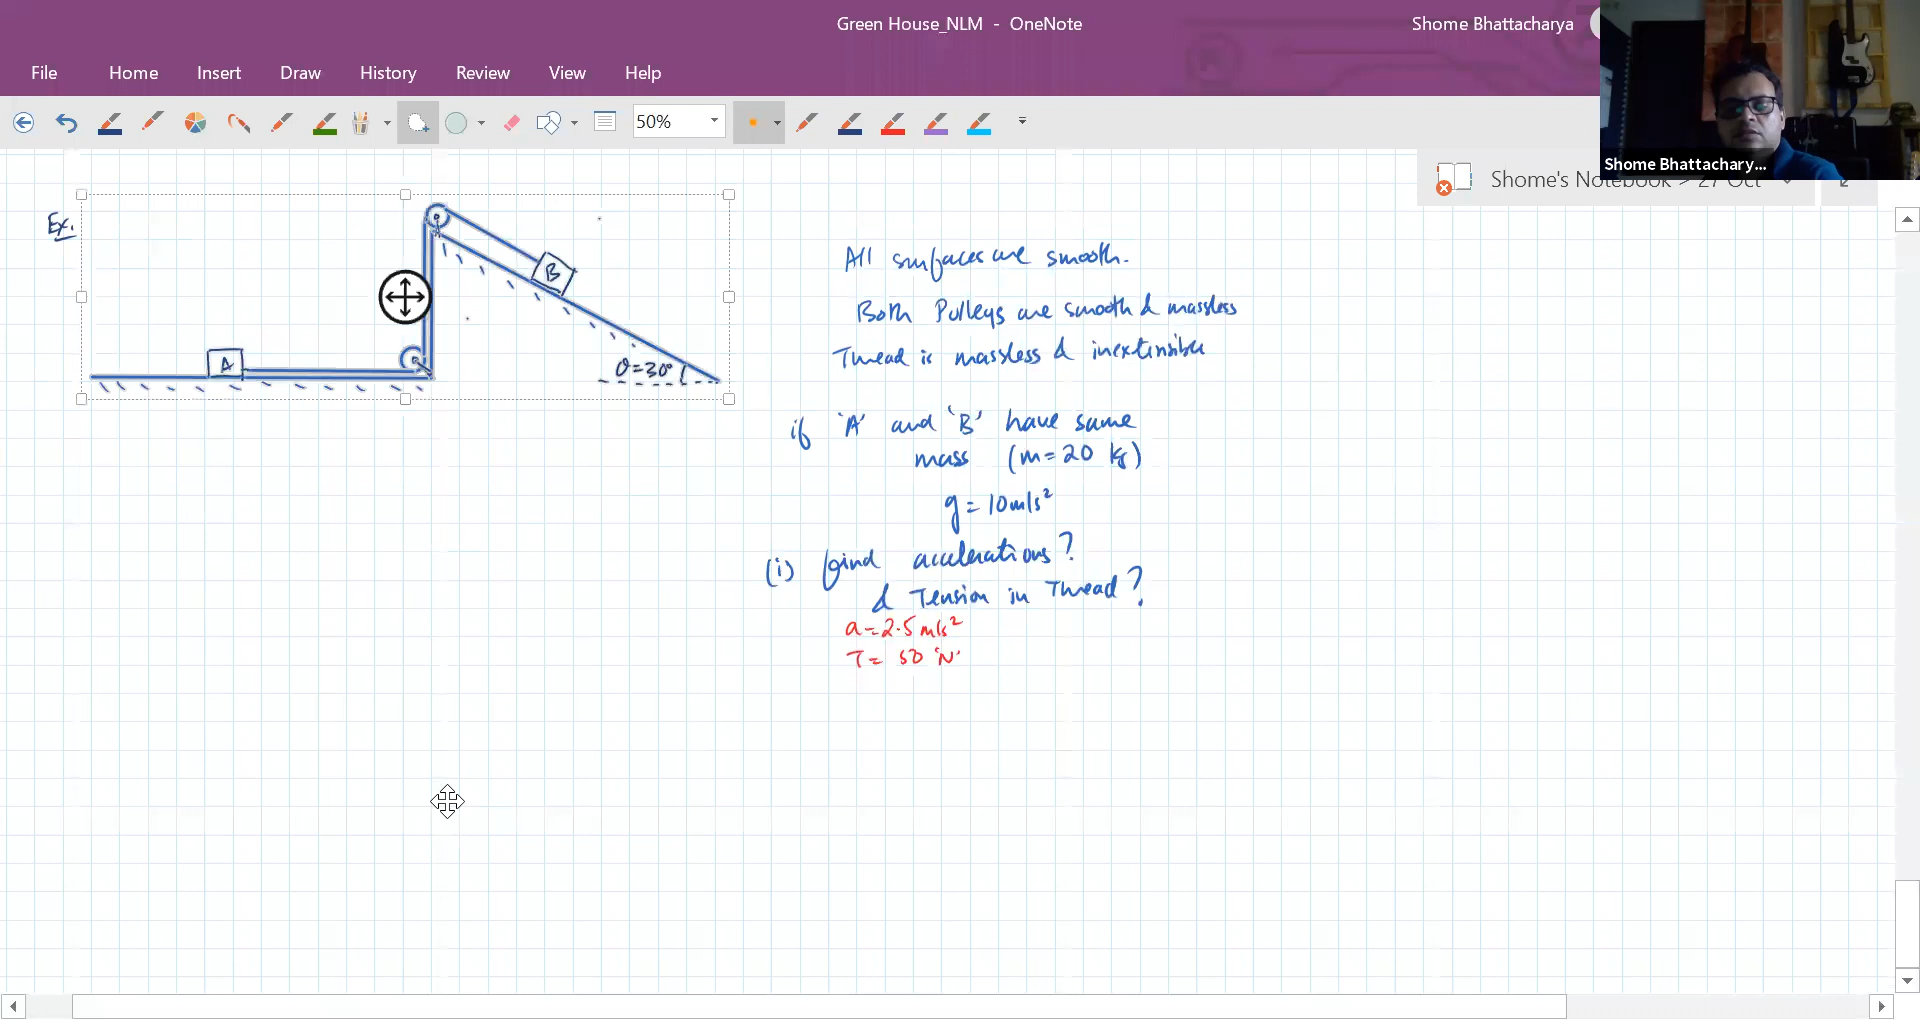 Green House_NLM - OneNote
Shome Bhattacharya
File Home Insert Draw History Review View Help
50%
Shome Bhattachary...
Shome's Notebook > 27 Oct
Ex.
B
A
θ=30°
All surfaces are smooth.
Both Pulleys are smooth & massless
Thread is massless & inextensible
if 'A' and 'B' have same
mass (m=20 kg)
g = 10m/s²
(i) find accelerations?
& Tension in Thread?
a=2.5 m/s²
T= 50 'N'